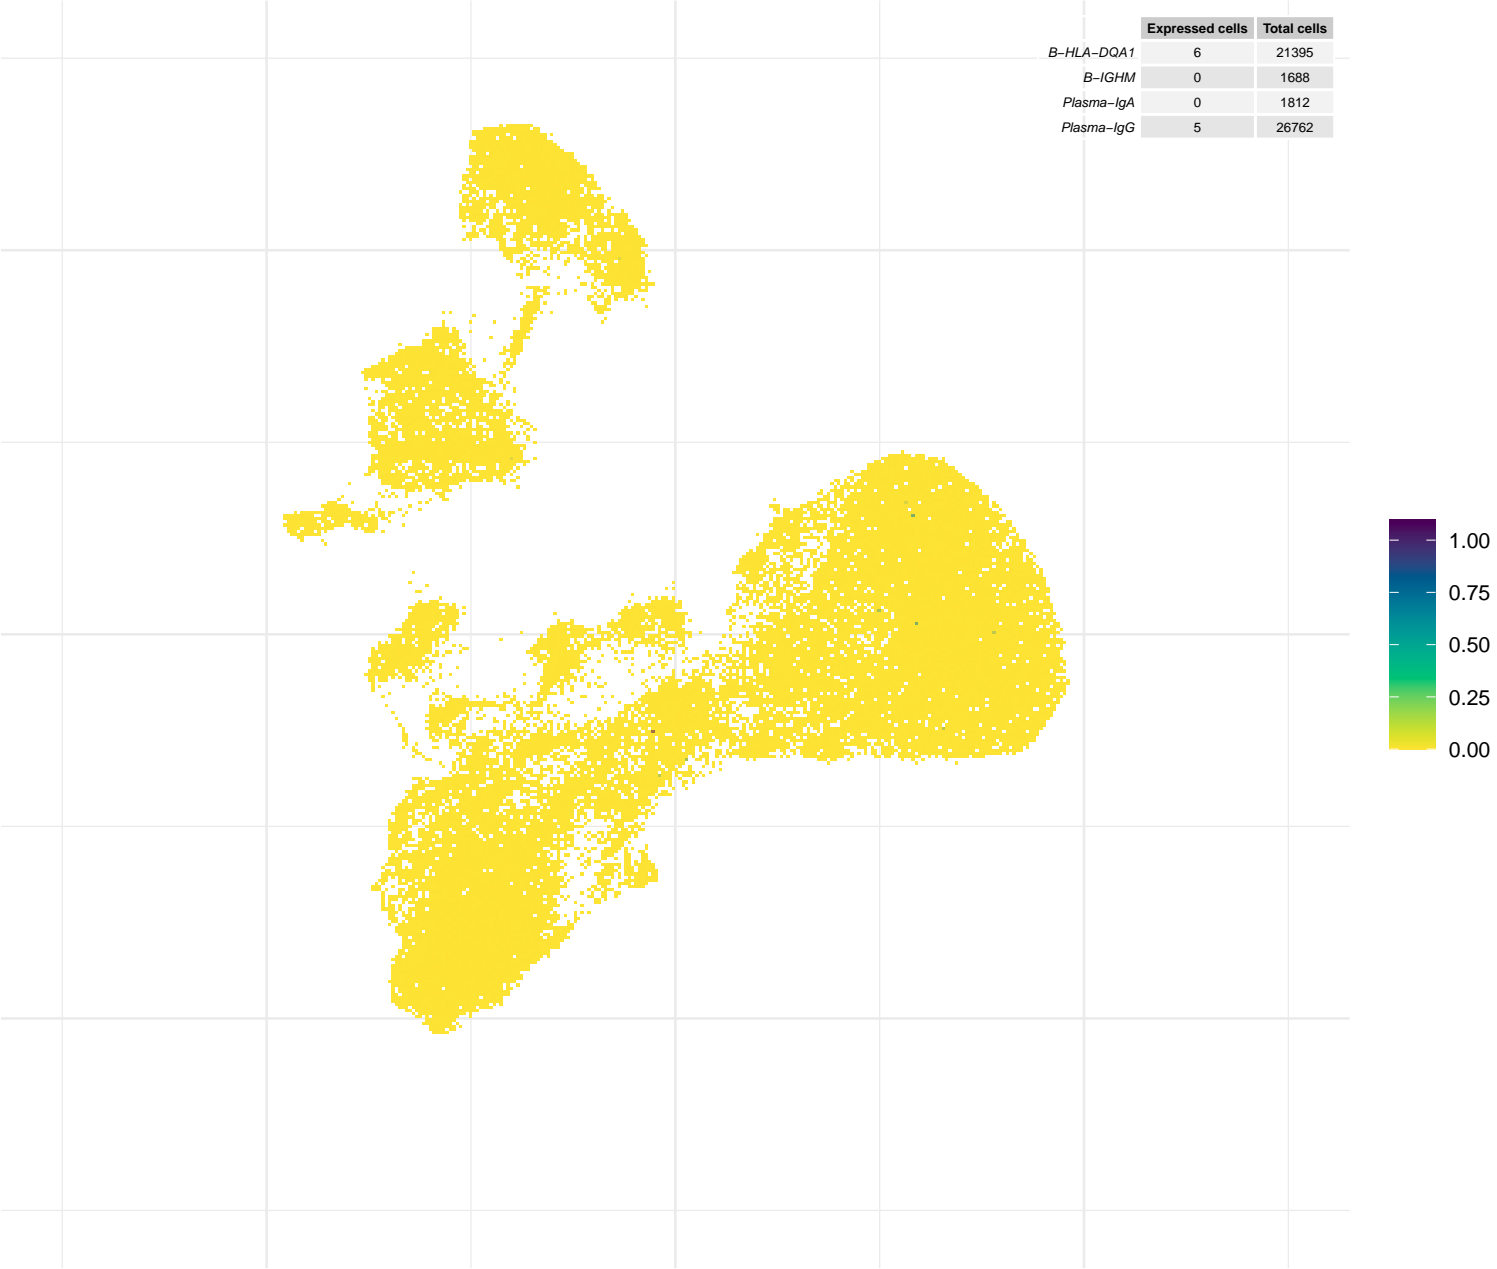 Expressed cells Total cells
B−HLA−DQA1 6 21395
B−IGHM 0 1688
Plasma−IgA 0 1812
Plasma−IgG 5 26762
1.00
0.75
0.50
0.25
0.00